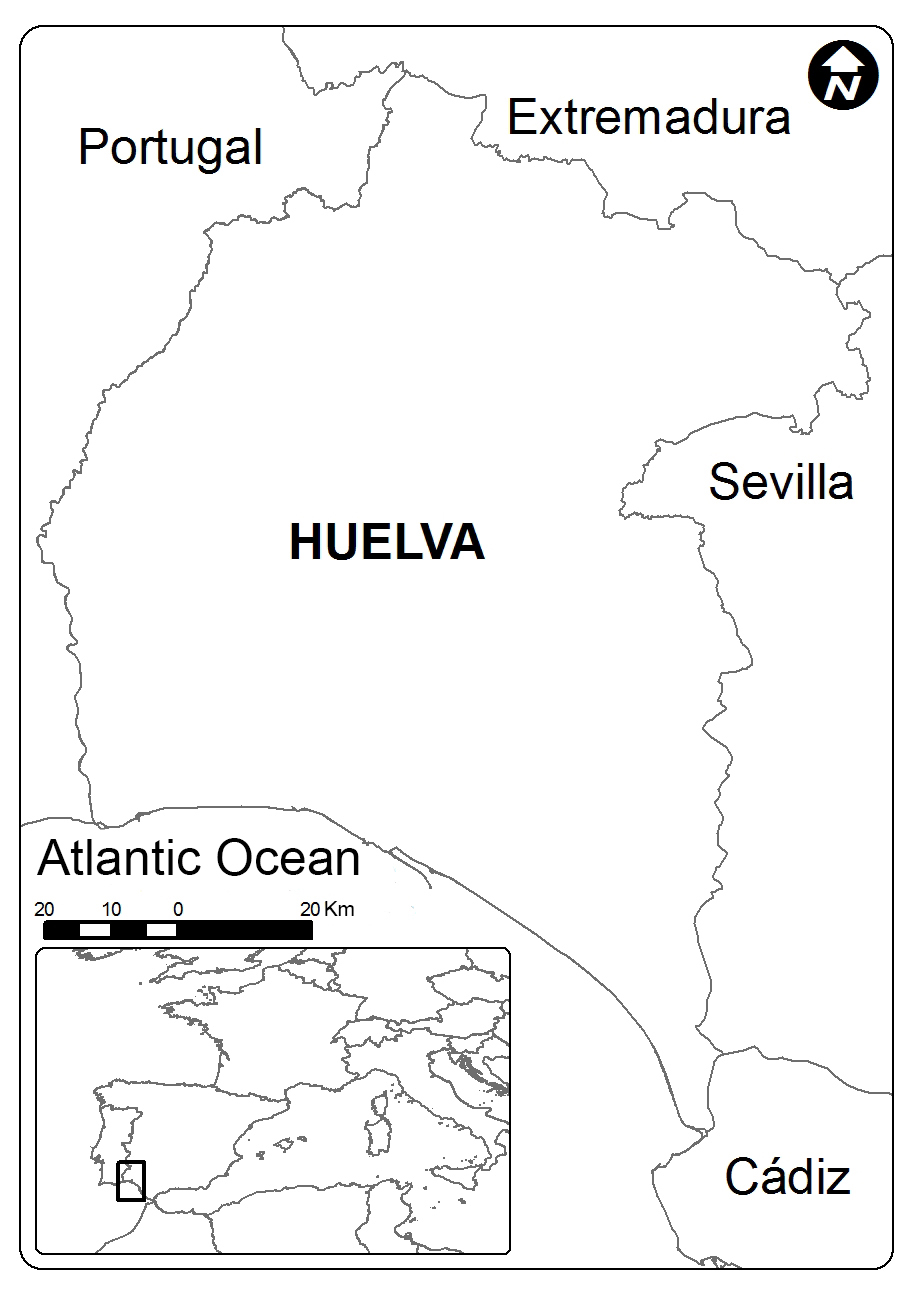 N
Extremadura
Portugal
Sevilla
HUELVA
Atlantic Ocean
20 10 0 20 Km
Cádiz